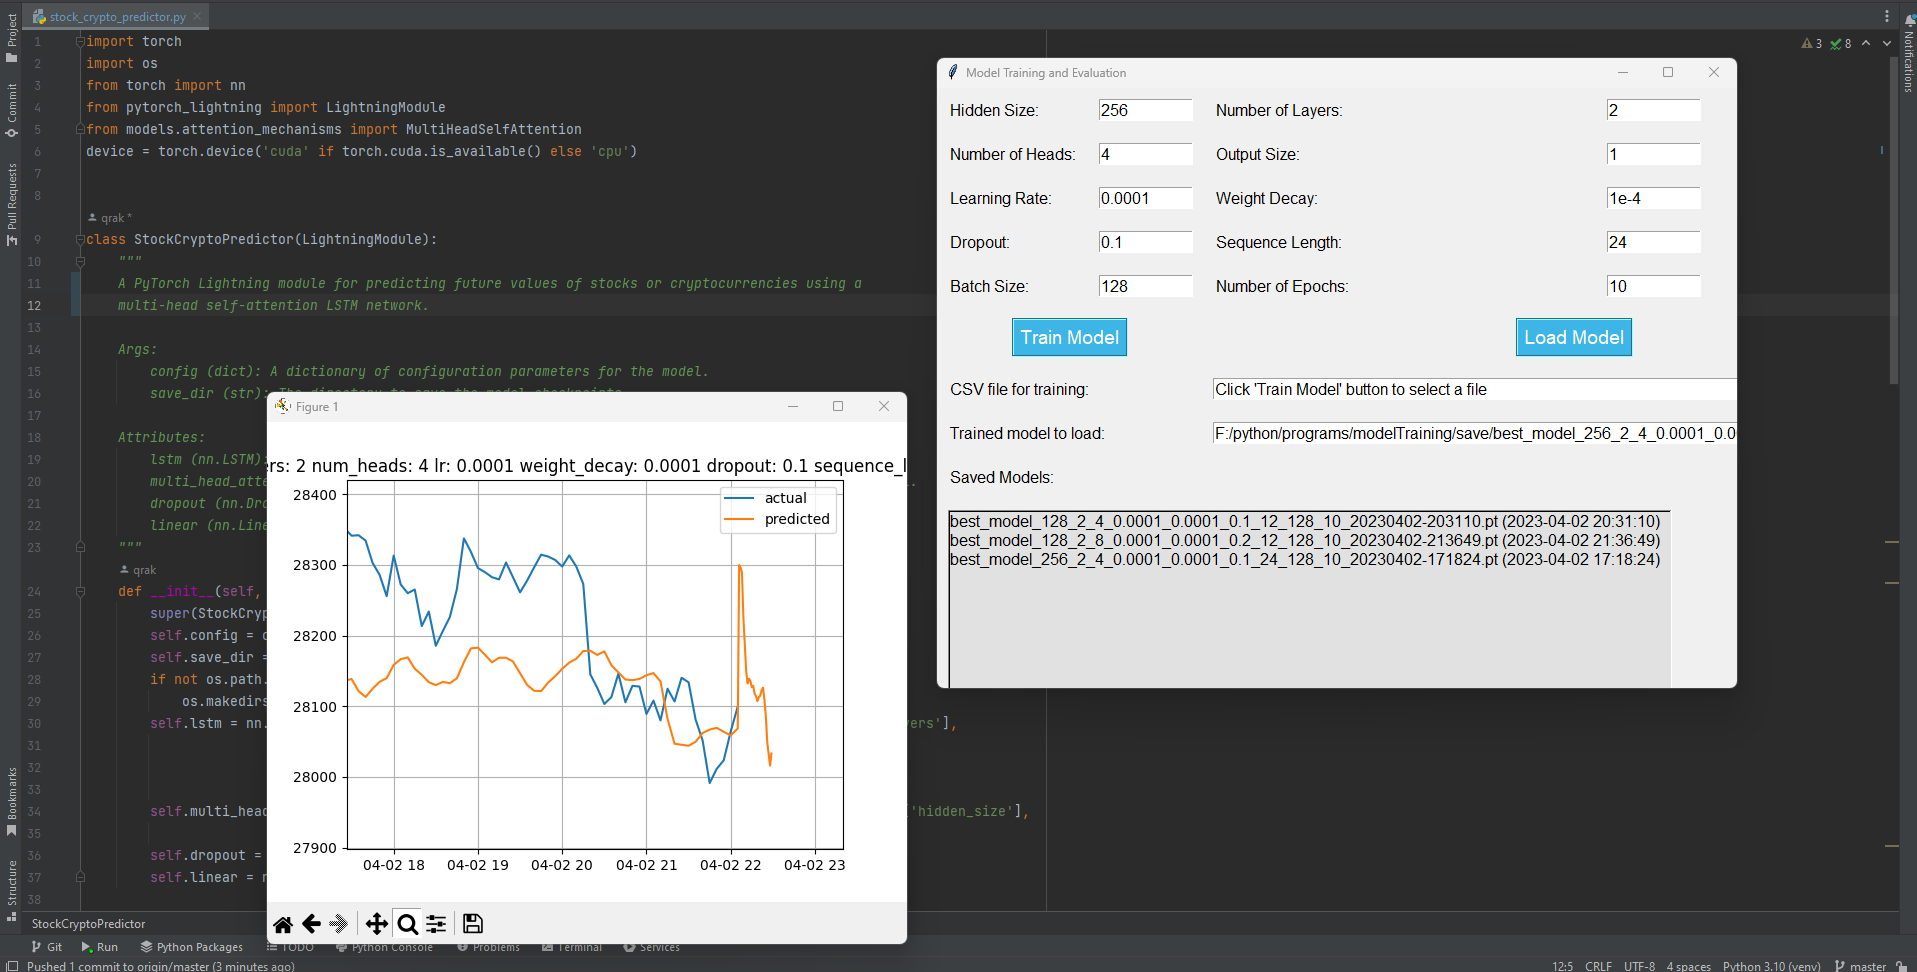 stock_crypto_predictor.py
Project
Commit
Pull Requests
Bookmarks
Structure
Notifications
3 8
1 import torch
2 import os
3 from torch import nn
4 from pytorch_lightning import LightningModule
5 from models.attention_mechanisms import MultiHeadSelfAttention
6 device = torch.device('cuda' if torch.cuda.is_available() else 'cpu')
7
8
qrak *
9 class StockCryptoPredictor(LightningModule):
10 """
11 A PyTorch Lightning module for predicting future values of stocks or cryptocurrencies using a
12 multi-head self-attention LSTM network.
13
14 Args:
15 config (dict): A dictionary of configuration parameters for the model.
16 save_dir (str): The directory to save the model checkpoints.
17
18 Attributes:
19 lstm (nn.LSTM):
20 multi_head_atte
21 dropout (nn.Dro
22 linear (nn.Line
23 """
qrak
24 def __init__(self,
25 super(StockCryp
26 self.config = c
27 self.save_dir =
28 if not os.path.
29 os.makedirs
30 self.lstm = nn. ers'],
31
32
33
34 self.multi_head 'hidden_size'],
35
36 self.dropout =
37 self.linear = n
38
StockCryptoPredictor
Git Run Python Packages TODO Python Console Problems Terminal Services
Pushed 1 commit to origin/master (3 minutes ago)
12:5 CRLF UTF-8 4 spaces Python 3.10 (venv) master
Figure 1
ers: 2 num_heads: 4 lr: 0.0001 weight_decay: 0.0001 dropout: 0.1 sequence_l
actual
predicted
28400
28300
28200
28100
28000
27900
04-02 18 04-02 19 04-02 20 04-02 21 04-02 22 04-02 23
Model Training and Evaluation
Hidden Size: 256 Number of Layers: 2
Number of Heads: 4 Output Size: 1
Learning Rate: 0.0001 Weight Decay: 1e-4
Dropout: 0.1 Sequence Length: 24
Batch Size: 128 Number of Epochs: 10
Train Model Load Model
CSV file for training: Click 'Train Model' button to select a file
Trained model to load: F:/python/programs/modelTraining/save/best_model_256_2_4_0.0001_0.0
Saved Models:
best_model_128_2_4_0.0001_0.0001_0.1_12_128_10_20230402-203110.pt (2023-04-02 20:31:10)
best_model_128_2_8_0.0001_0.0001_0.2_12_128_10_20230402-213649.pt (2023-04-02 21:36:49)
best_model_256_2_4_0.0001_0.0001_0.1_24_128_10_20230402-171824.pt (2023-04-02 17:18:24)